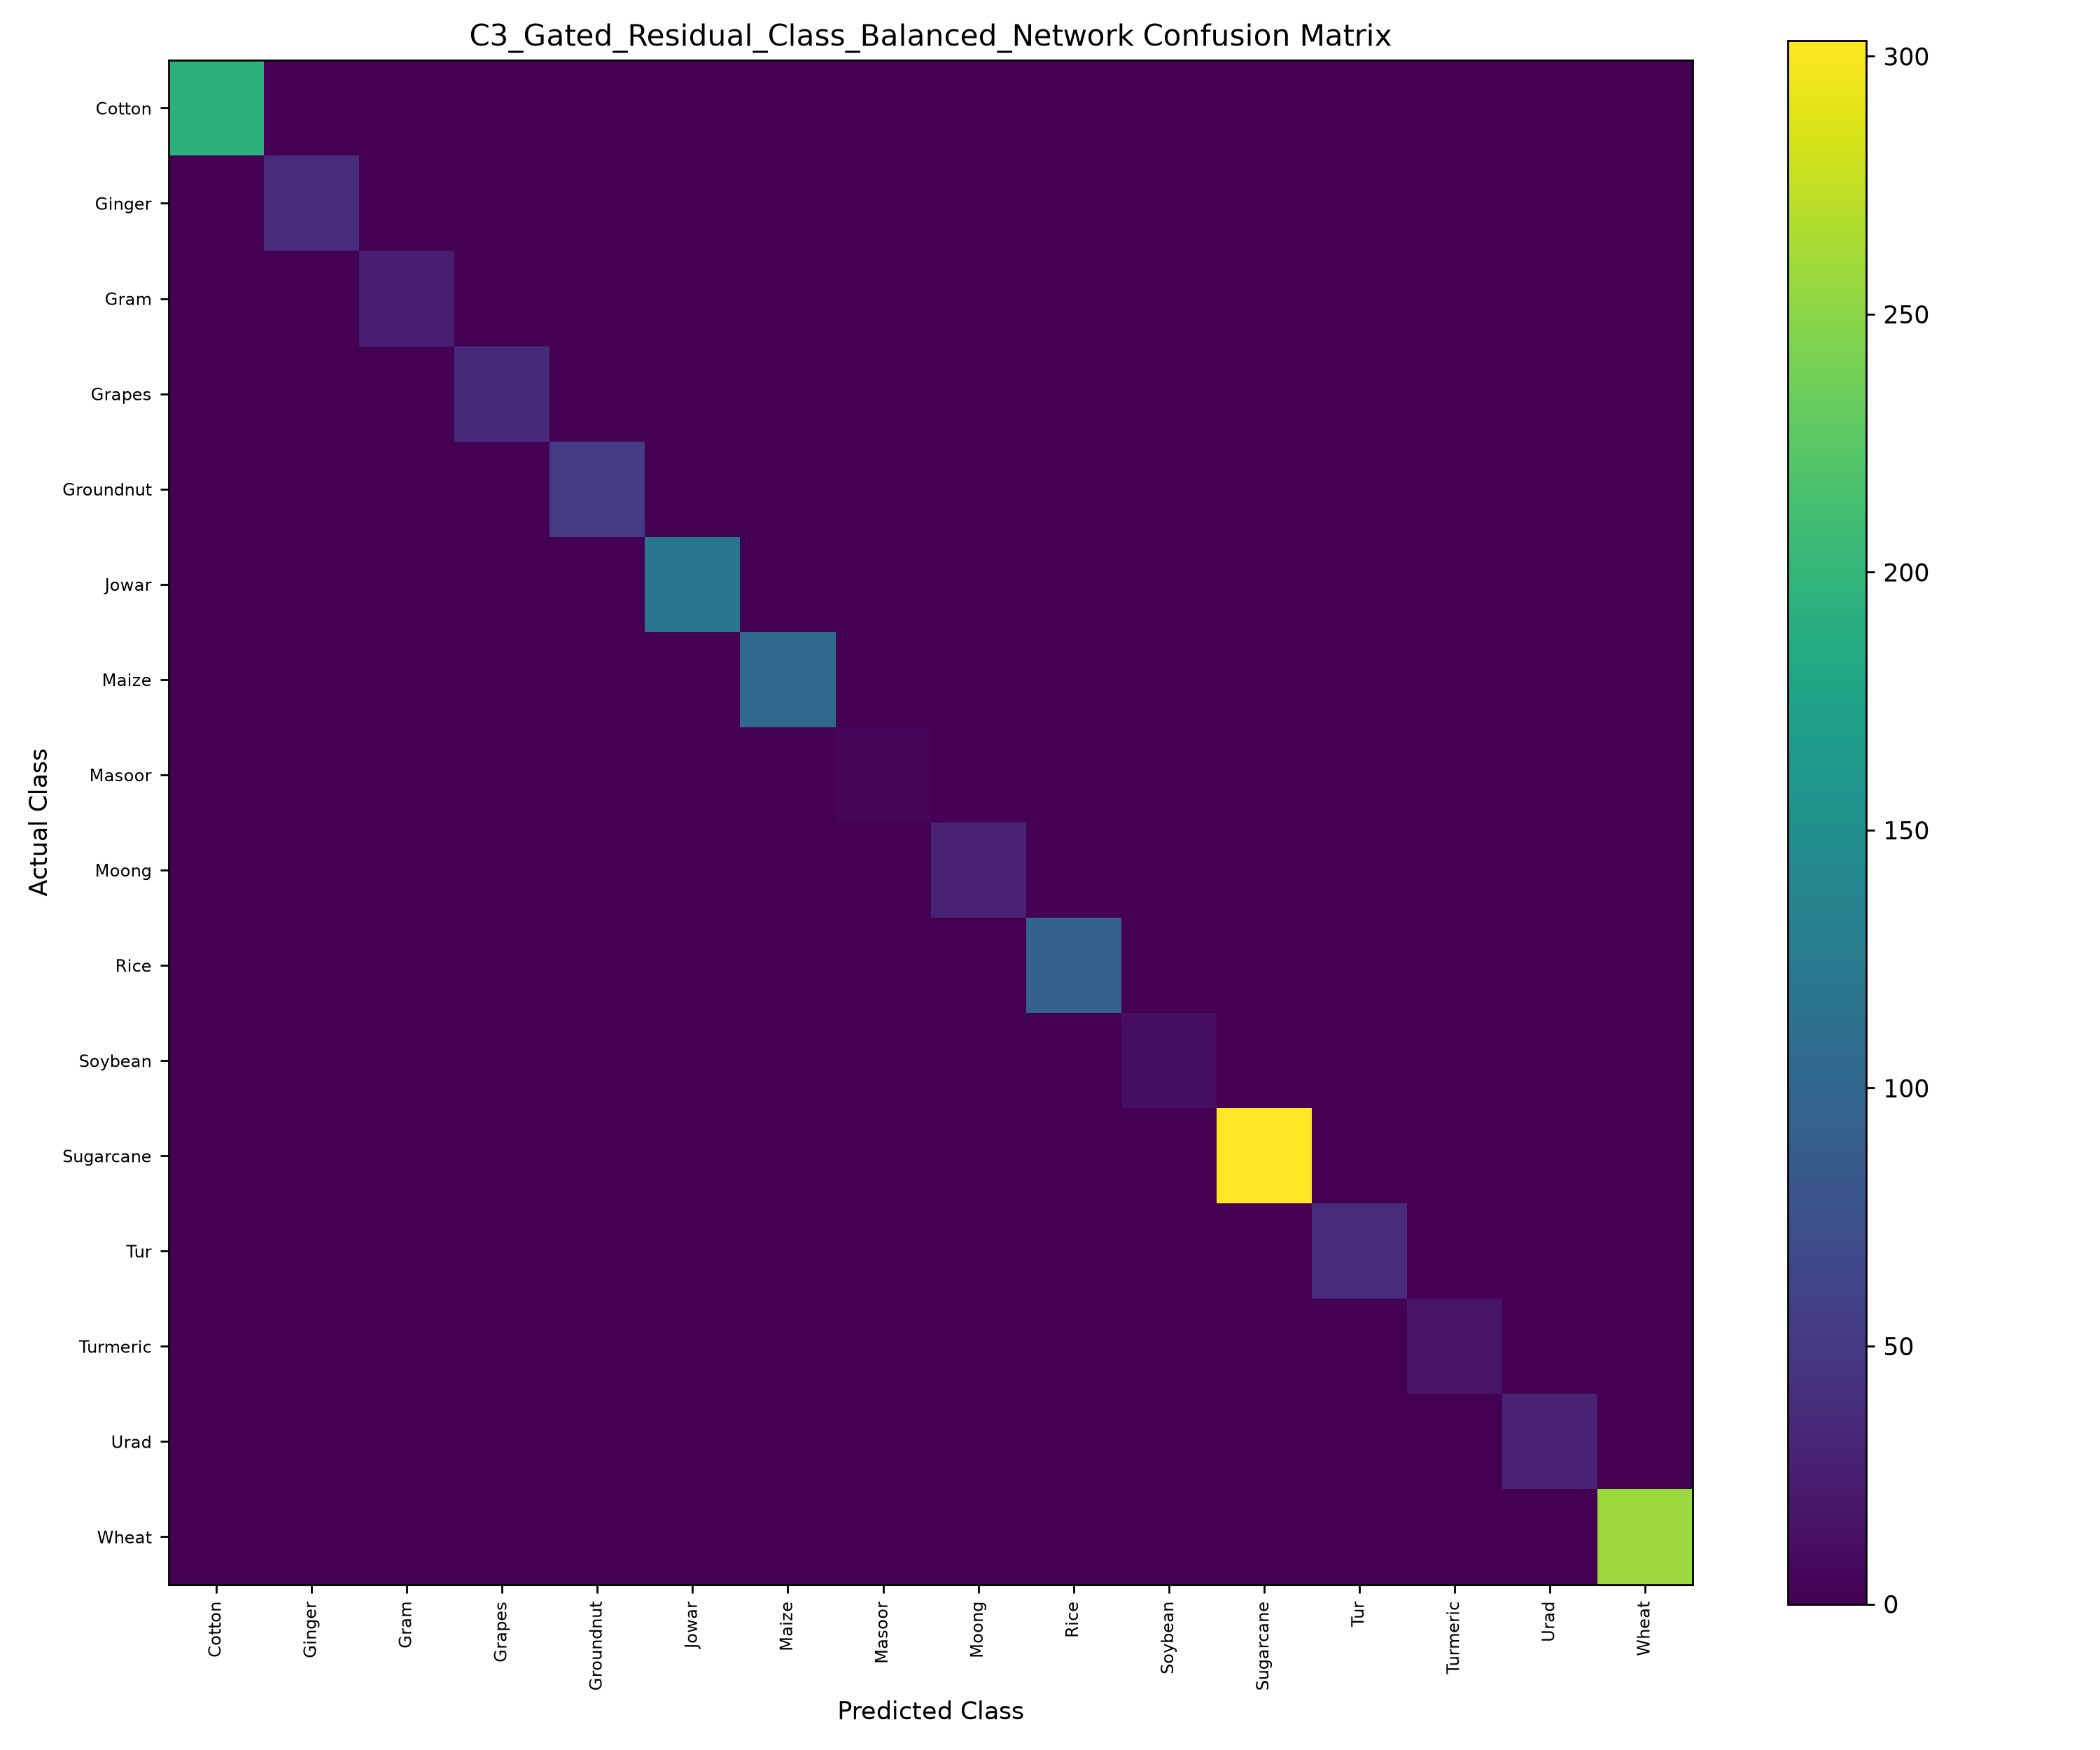 C3_Gated_Residual_Class_Balanced_Network Confusion Matrix
Actual Class
Cotton
Ginger
Gram
Grapes
Groundnut
Jowar
Maize
Masoor
Moong
Rice
Soybean
Sugarcane
Tur
Turmeric
Urad
Wheat
Cotton
Ginger
Gram
Grapes
Groundnut
Jowar
Maize
Masoor
Moong
Rice
Soybean
Sugarcane
Tur
Turmeric
Urad
Wheat
Predicted Class
300
250
200
150
100
50
0